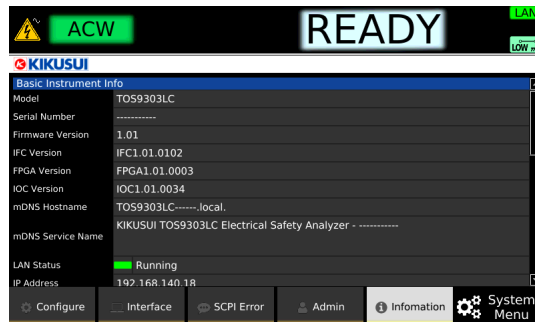 ACW
READY
LAN
LOW
KIKUSUI
Basic Instrument Info
Model TOS9303LC
Serial Number -----------
Firmware Version 1.01
IFC Version IFC1.01.0102
FPGA Version FPGA1.01.0003
IOC Version IOC1.01.0034
mDNS Hostname TOS9303LC------.local.
mDNS Service Name KIKUSUI TOS9303LC Electrical Safety Analyzer - -----------
LAN Status Running
IP Address 192.168.140.18
Configure Interface SCPI Error Admin Infomation System Menu